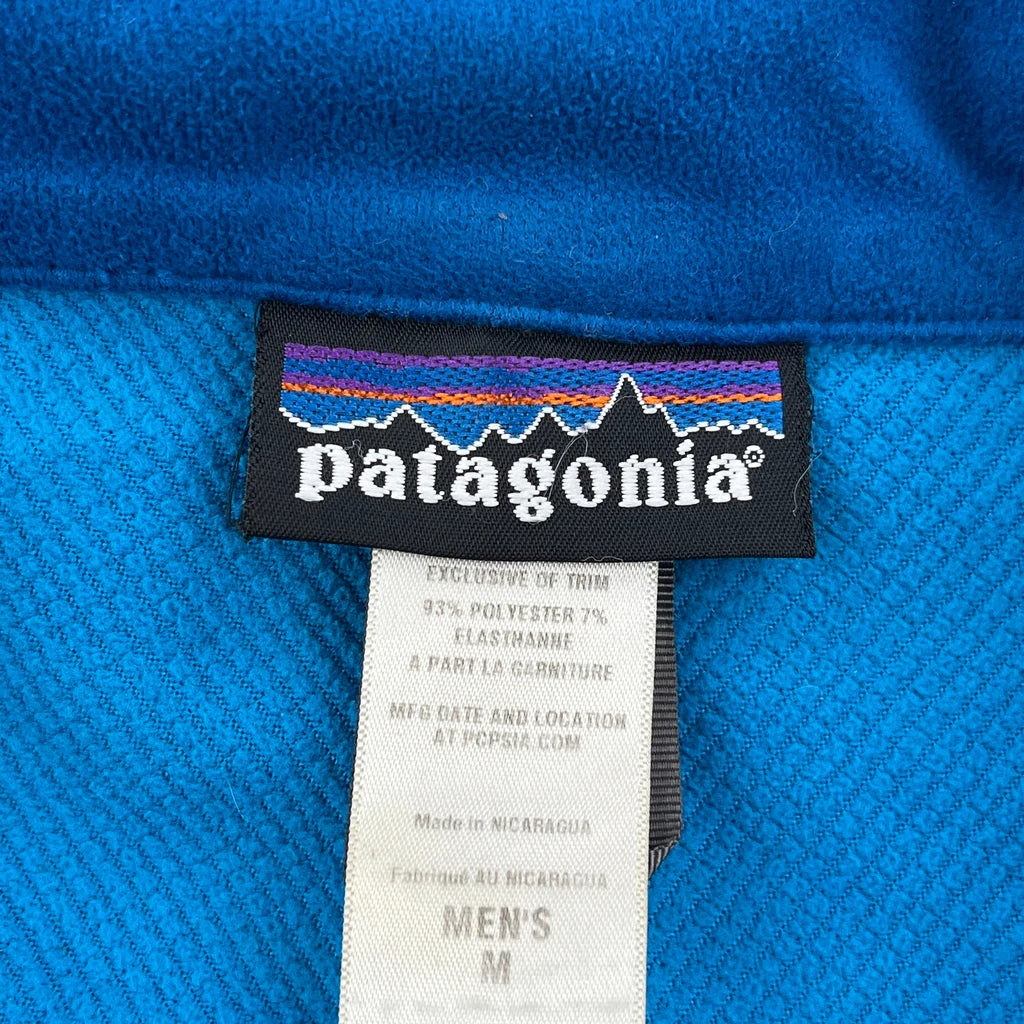 patagonia®
EXCLUSIVE OF TRIM
93% POLYESTER 7%
ELASTHANNE
A PART LA GARNITURE
MFG DATE AND LOCATION
AT PCPSIA.COM
Made in NICARAGUA
Fabriqué AU NICARAGUA
MEN'S
M